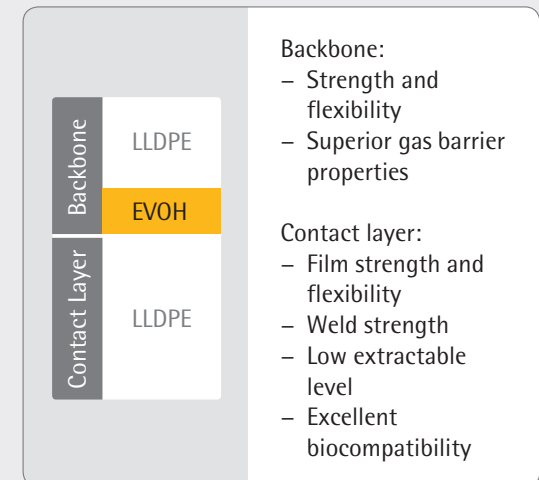 Backbone
LLDPE
EVOH
Contact Layer
LLDPE
Backbone:
– Strength and
flexibility
– Superior gas barrier
properties
Contact layer:
– Film strength and
flexibility
– Weld strength
– Low extractable
level
– Excellent
biocompatibility